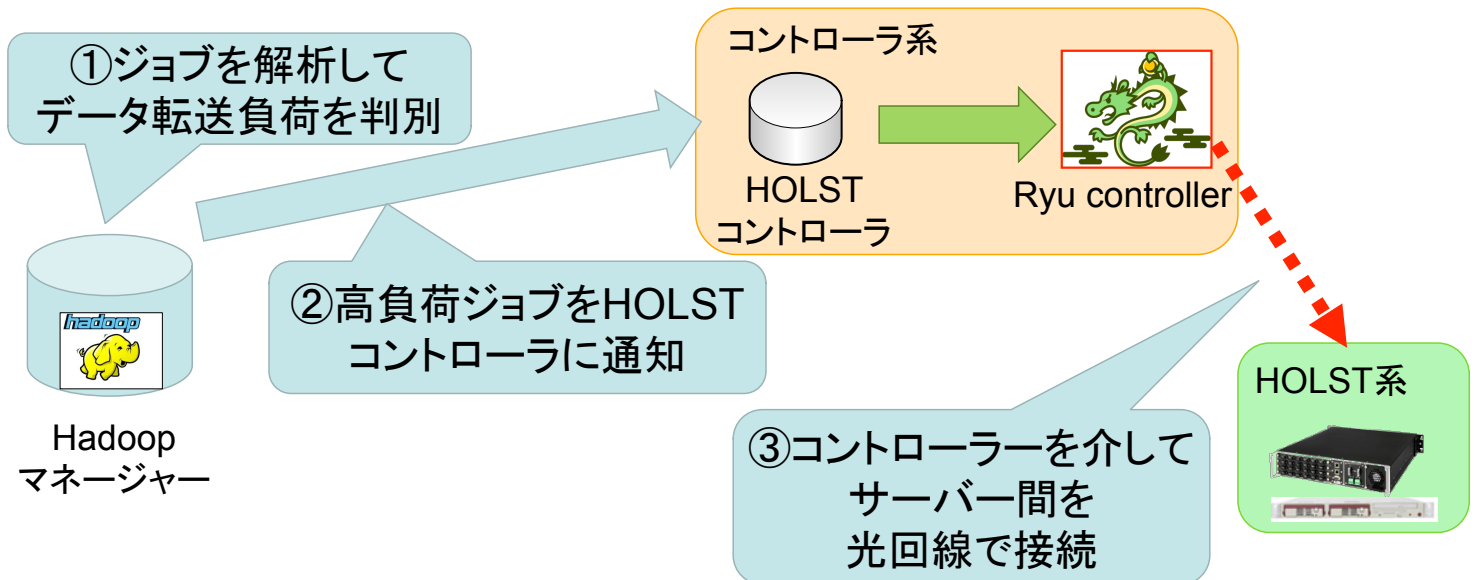 ①ジョブを解析して
データ転送負荷を判別
コントローラ系
HOLST
コントローラ
Ryu controller
②高負荷ジョブをHOLST
コントローラに通知
hadoop
Hadoop
マネージャー
③コントローラーを介して
サーバー間を
光回線で接続
HOLST系